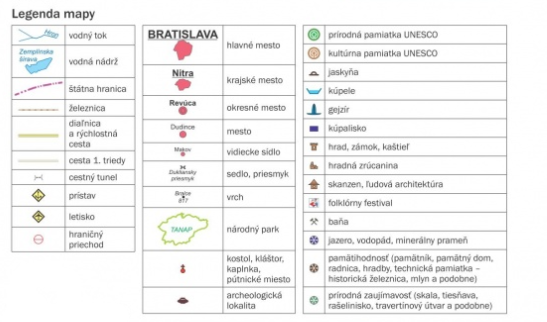 Legenda mapy
Hron
vodný tok
Zemplínska
šírava
vodná nádrž
štátna hranica
železnica
diaľnica
a rýchlostná
cesta
cesta 1. triedy
cestný tunel
prístav
letisko
hraničný
priechod
BRATISLAVA
hlavné mesto
Nitra
krajské mesto
Revúca
okresné mesto
Dudince
mesto
Makov
vidiecke sídlo
Dukliansky
priesmyk
sedlo, priesmyk
817
vrch
TANAP
národný park
kostol, kláštor,
kaplnka,
pútnické miesto
archeologická
lokalita
prírodná pamiatka UNESCO
kultúrna pamiatka UNESCO
jaskyňa
kúpele
gejzír
kúpalisko
hrad, zámok, kaštieľ
hradná zrúcanina
skanzen, ľudová architektúra
folklórny festival
baňa
jazero, vodopád, minerálny prameň
pamätihodnosť (pamätník, pamätný dom,
radnica, hradby, technická pamiatka –
historická železnica, mlyn a podobne)
prírodná zaujímavosť (skala, tiesňava,
rašelinisko, travertínový útvar a podobne)